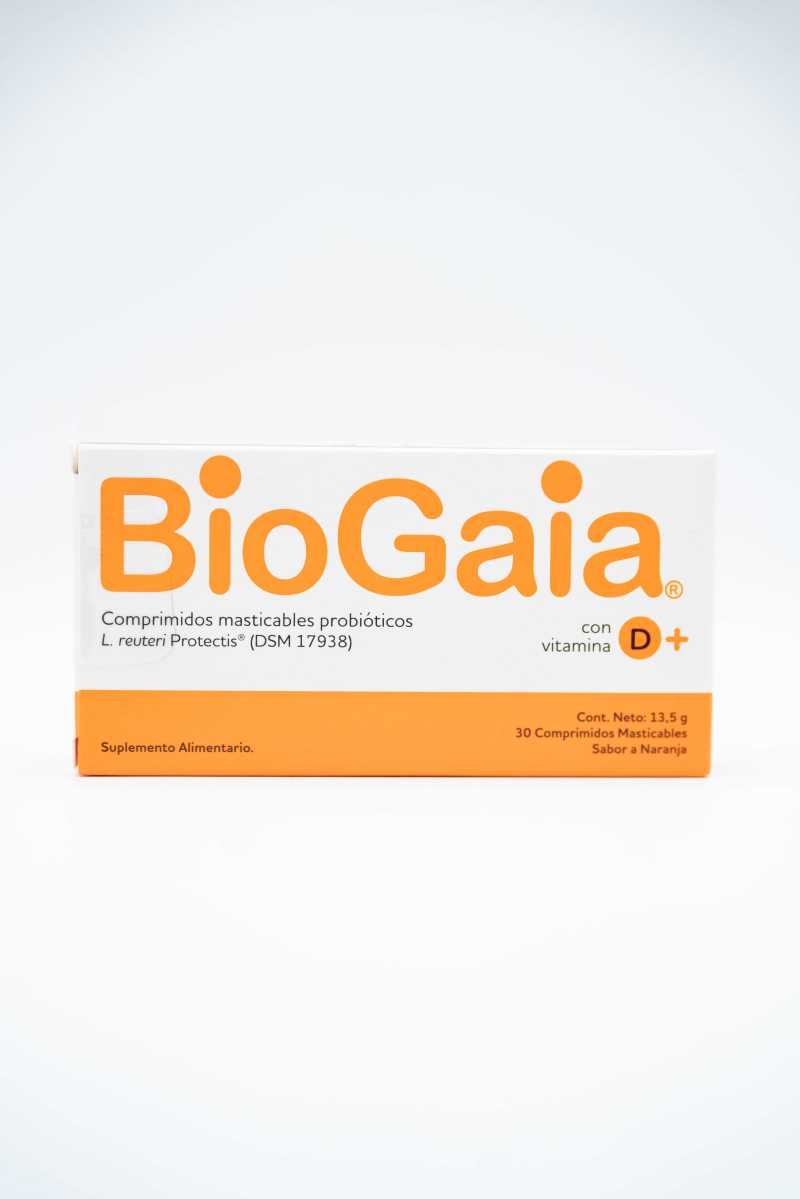 BioGaia®
Comprimidos masticables probióticos
L. reuteri Protectis® (DSM 17938)
con
vitamina D +
Suplemento Alimentario.
Cont. Neto: 13,5 g
30 Comprimidos Masticables
Sabor a Naranja